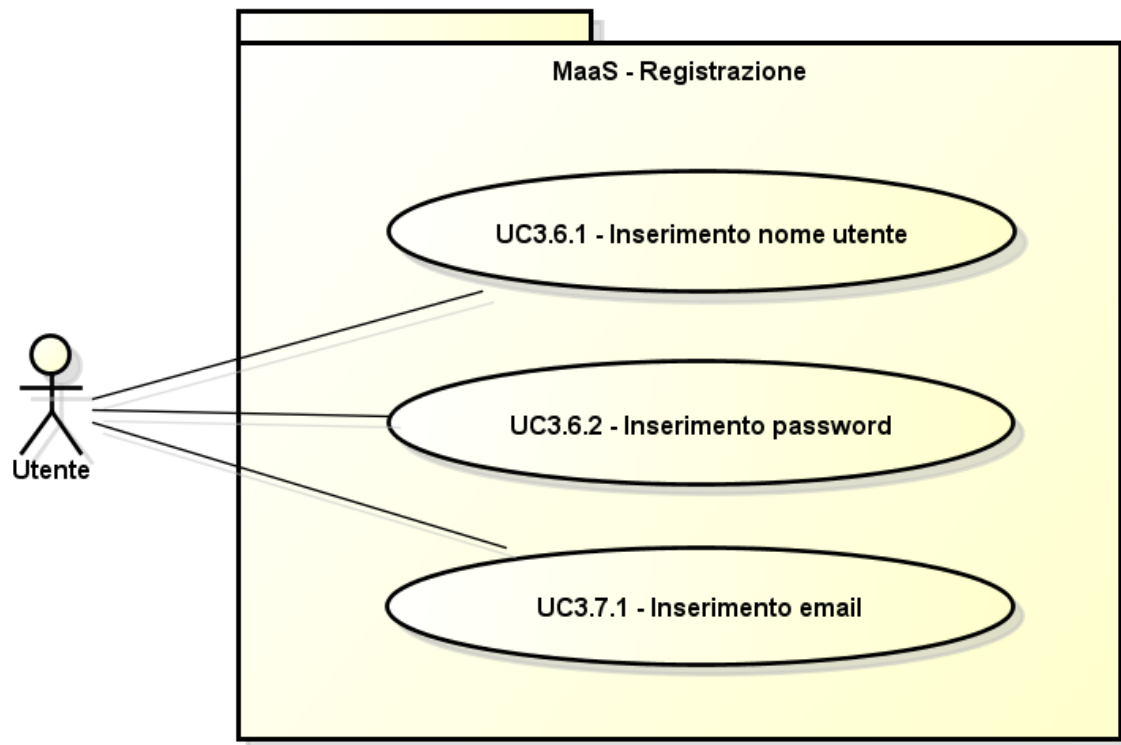 MaaS - Registrazione
UC3.6.1 - Inserimento nome utente
UC3.6.2 - Inserimento password
Utente
UC3.7.1 - Inserimento email